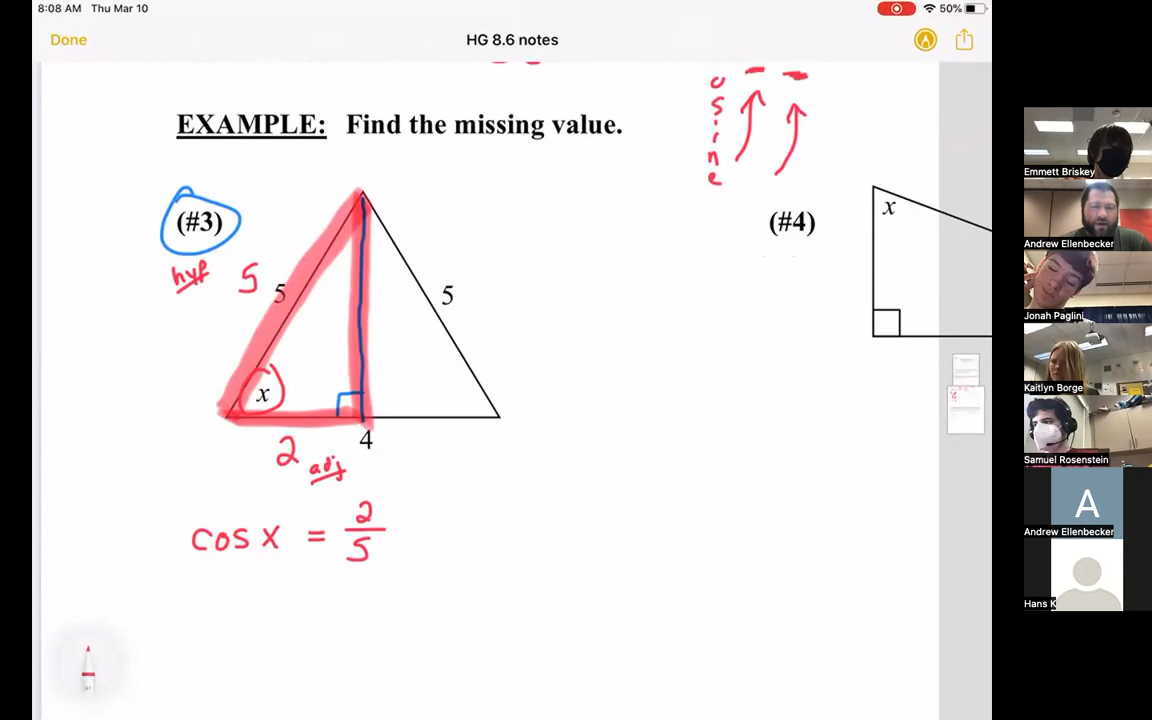 8:08 AM Thu Mar 10
50%
Done
HG 8.6 notes
osine
EXAMPLE: Find the missing value.
(#3)
hyp
5
5
5
x
2
adj
4
cos x = 2/5
(#4)
x
Emmett Briskey
Andrew Ellenbecker
Jonah Paglini
Kaitlyn Borge
Samuel Rosenstein
A
Andrew Ellenbecker
Hans K